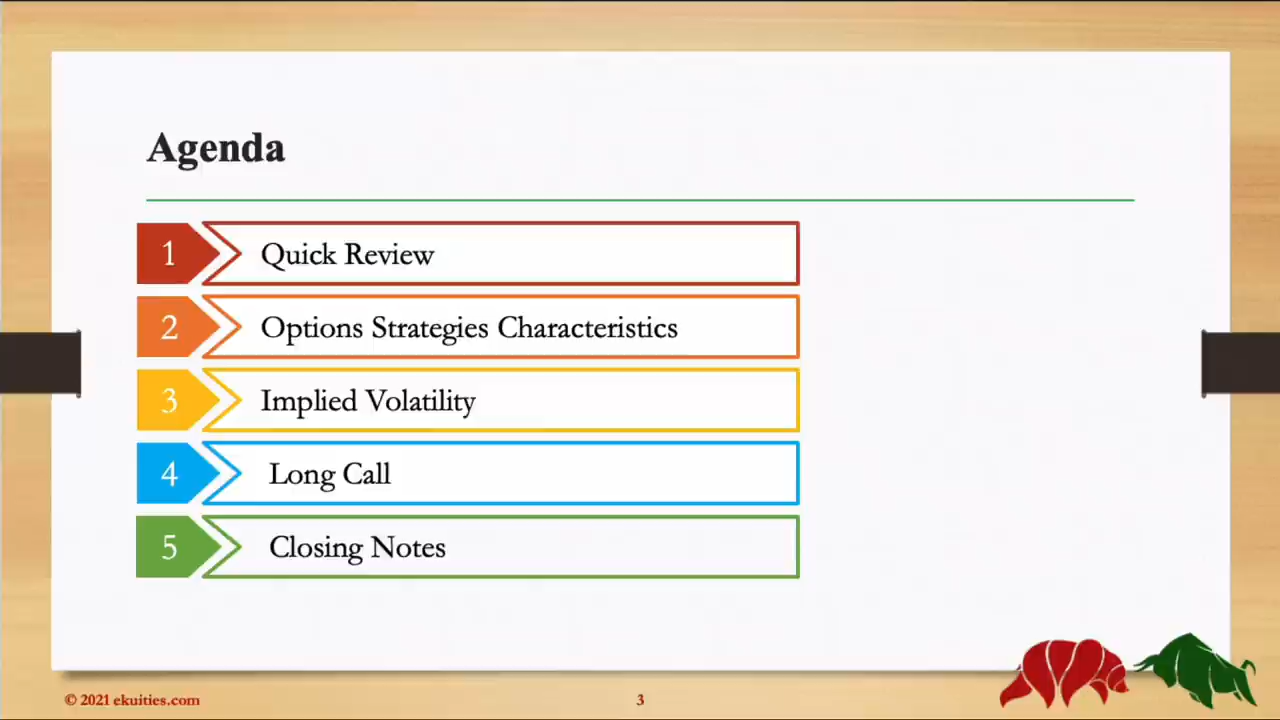 Agenda
1 Quick Review
2 Options Strategies Characteristics
3 Implied Volatility
4 Long Call
5 Closing Notes
© 2021 ekuities.com
3